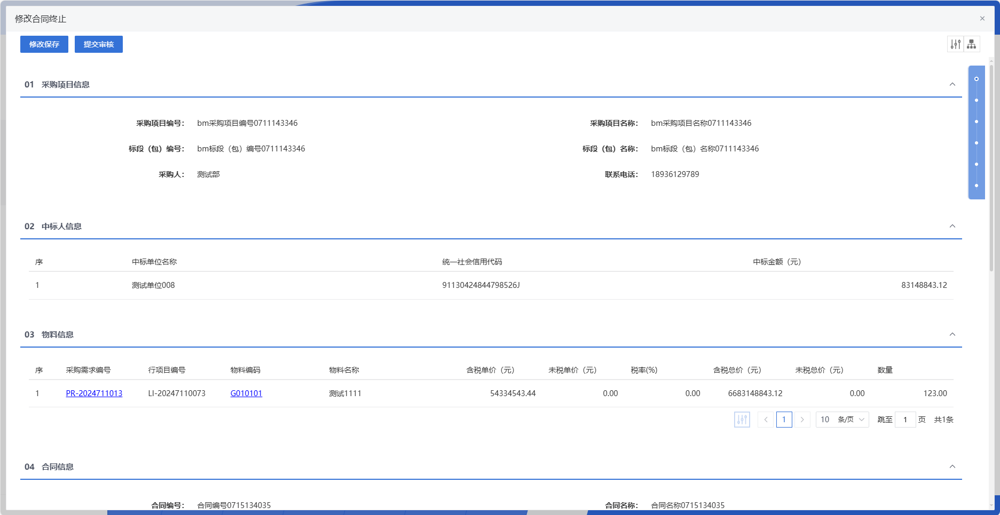 修改合同终止
修改保存 提交审核
01 采购项目信息
采购项目编号： bm采购项目编号0711143346 采购项目名称： bm采购项目名称0711143346
标段（包）编号： bm标段（包）编号0711143346 标段（包）名称： bm标段（包）名称0711143346
采购人： 测试部 联系电话： 18936129789
02 中标人信息
序 中标单位名称 统一社会信用代码 中标金额（元）
1 测试单位008 91130424844798526J 83148843.12
03 物料信息
序 采购需求编号 行项目编号 物料编码 物料名称 含税单价（元） 未税单价（元） 税率(%) 含税总价（元） 未税总价（元） 数量
1 PR-2024711013 LI-20247110073 G010101 测试1111 54334543.44 0.00 0.00 6683148843.12 0.00 123.00
1 10 条/页 跳至 1 页 共1条
04 合同信息
合同编号： 合同编号0715134035 合同名称： 合同名称0715134035